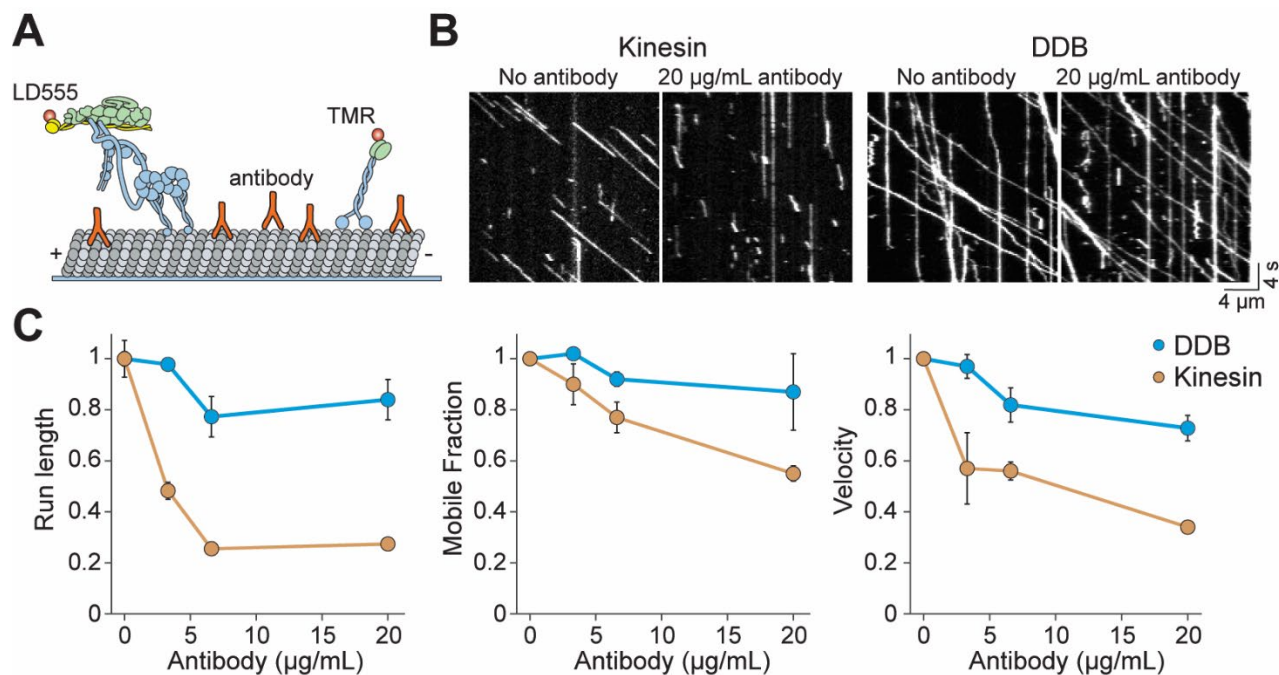 A
LD555
TMR
antibody
+
-
B
Kinesin
DDB
No antibody
20 µg/mL antibody
No antibody
20 µg/mL antibody
4 s
4 µm
C
Run length
1
0.8
0.6
0.4
0.2
0
0
5
10
15
20
Antibody (µg/mL)
Mobile Fraction
1
0.8
0.6
0.4
0.2
0
0
5
10
15
20
Antibody (µg/mL)
Velocity
1
0.8
0.6
0.4
0.2
0
0
5
10
15
20
Antibody (µg/mL)
DDB
Kinesin